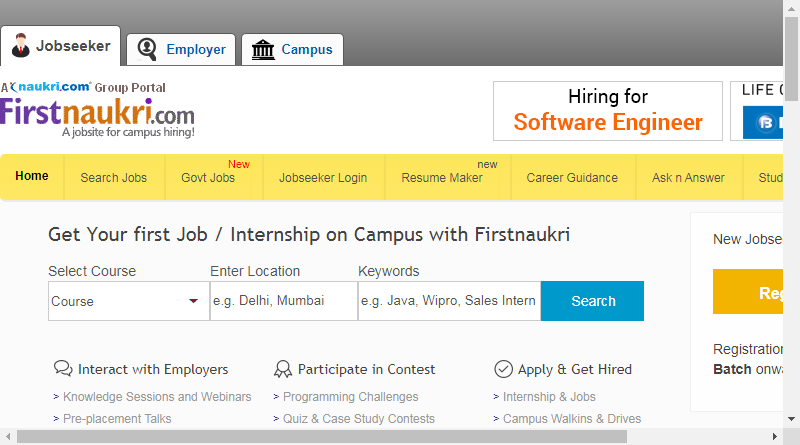 Jobseeker Employer Campus
A naukri.com Group Portal
Firstnaukri.com
A jobsite for campus hiring!
Hiring for
Software Engineer
LIFE
New new
Home Search Jobs Govt Jobs Jobseeker Login Resume Maker Career Guidance Ask n Answer Stud
Get Your first Job / Internship on Campus with Firstnaukri
New Jobse
Select Course Enter Location Keywords
Course e.g. Delhi, Mumbai e.g. Java, Wipro, Sales Intern Search
Reg
Registration
Batch onwa
Interact with Employers Participate in Contest Apply & Get Hired
> Knowledge Sessions and Webinars > Programming Challenges > Internship & Jobs
> Pre-placement Talks > Quiz & Case Study Contests > Campus Walkins & Drives